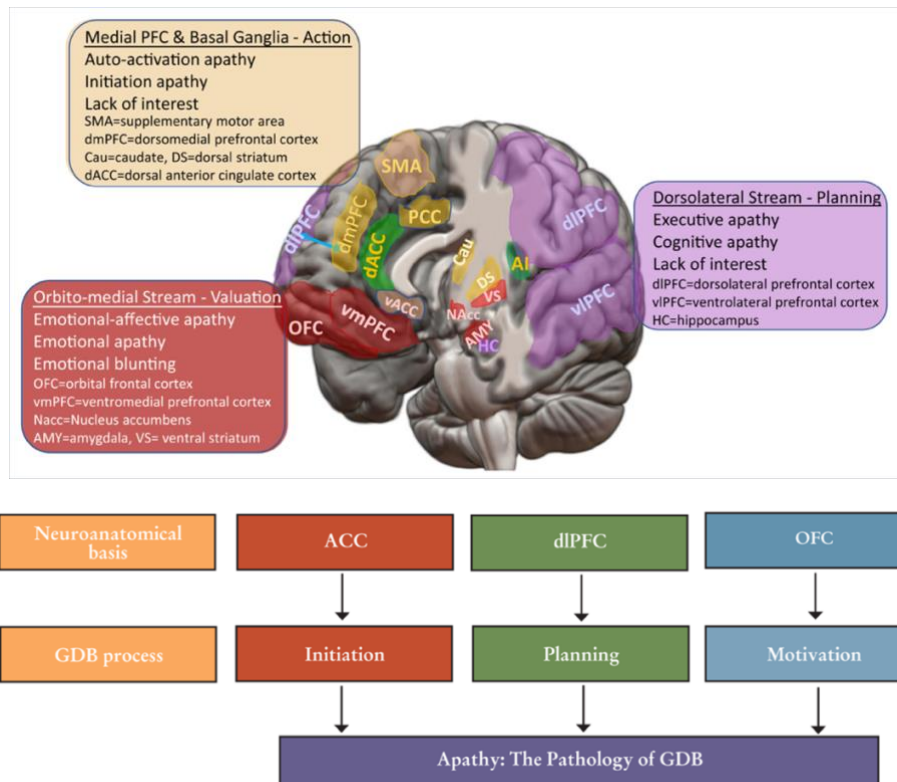 Medial PFC & Basal Ganglia - Action
Auto-activation apathy
Initiation apathy
Lack of interest
SMA=supplementary motor area
dmPFC=dorsomedial prefrontal cortex
Cau=caudate, DS=dorsal striatum
dACC=dorsal anterior cingulate cortex
Orbito-medial Stream - Valuation
Emotional-affective apathy
Emotional apathy
Emotional blunting
OFC=orbital frontal cortex
vmPFC=ventromedial prefrontal cortex
Nacc=Nucleus accumbens
AMY=amygdala, VS= ventral striatum
SMA
PCC
dmPFC
dlPFC
dACC
vACC
OFC
vmPFC
Cau
DS
VS
NAcc
AMY
HC
AI
dlPFC
vlPFC
Dorsolateral Stream - Planning
Executive apathy
Cognitive apathy
Lack of interest
dlPFC=dorsolateral prefrontal cortex
vlPFC=ventrolateral prefrontal cortex
HC=hippocampus
Neuroanatomical
basis
ACC
dlPFC
OFC
GDB process
Initiation
Planning
Motivation
Apathy: The Pathology of GDB